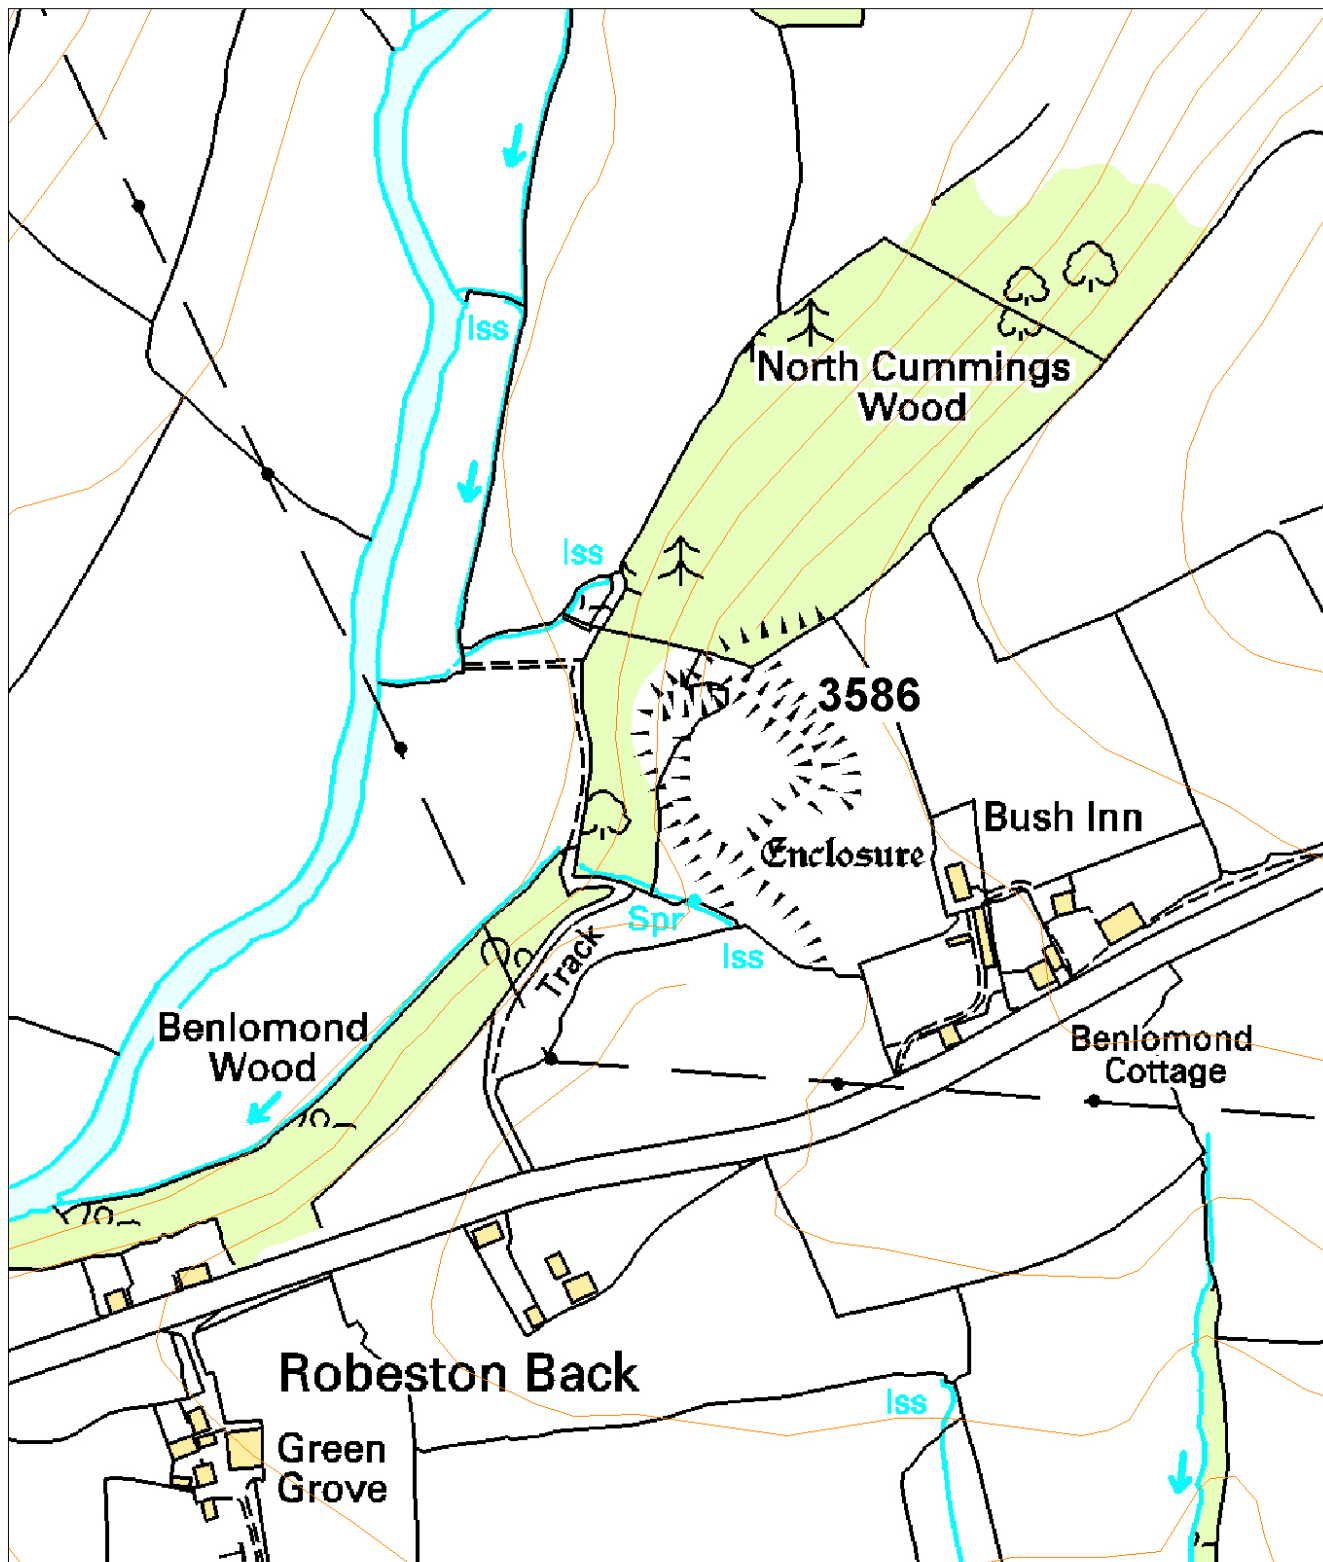 Iss
North Cummings
Wood
Iss
3586
Bush Inn
Enclosure
Spr
Iss
Track
Benlomond
Wood
Benlomond
Cottage
Robeston Back
Iss
Green
Grove